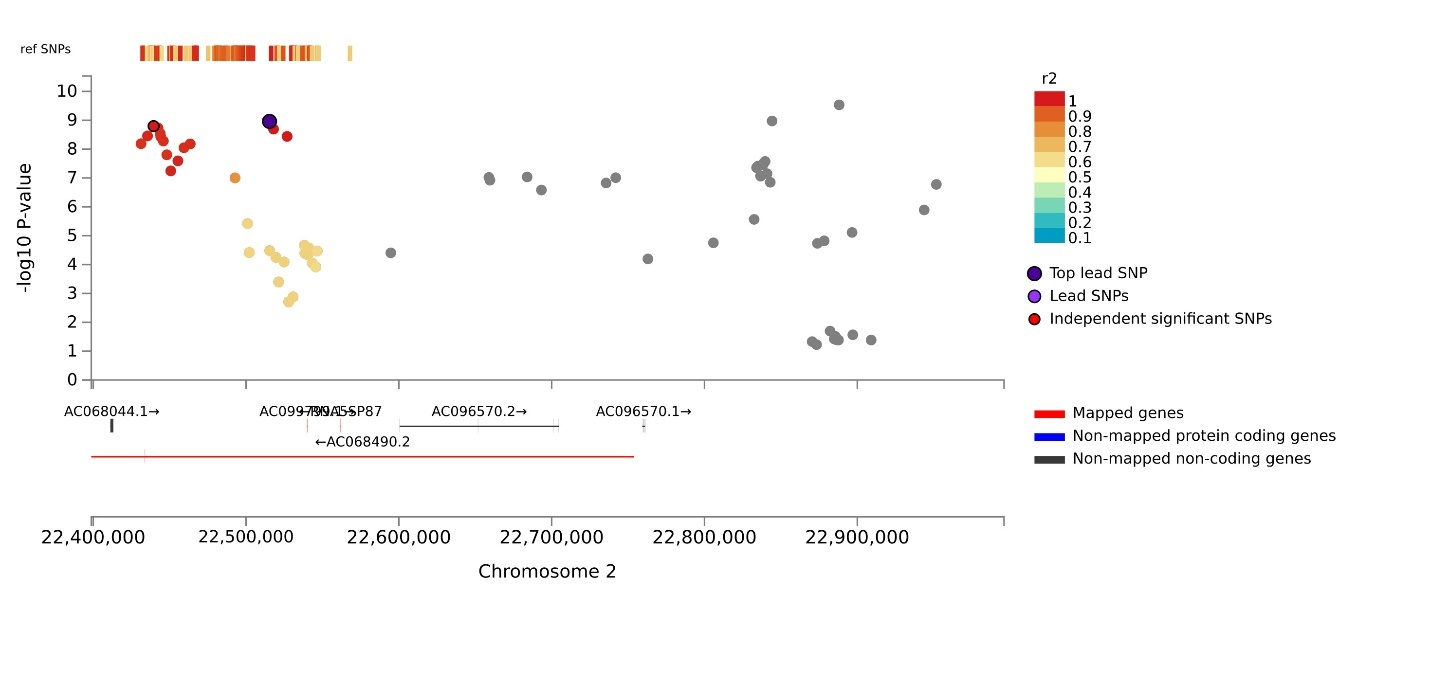 ref SNPs
r2
10
9
8
7
6
5
4
3
2
1
0
-log10 P-value
1
0.9
0.8
0.7
0.6
0.5
0.4
0.3
0.2
0.1
Top lead SNP
Lead SNPs
Independent significant SNPs
AC068044.1→
AC096570.2→
AC096570.1→
←AC068490.2
Mapped genes
Non-mapped protein coding genes
Non-mapped non-coding genes
22,400,000
22,500,000
22,600,000
22,700,000
22,800,000
22,900,000
Chromosome 2